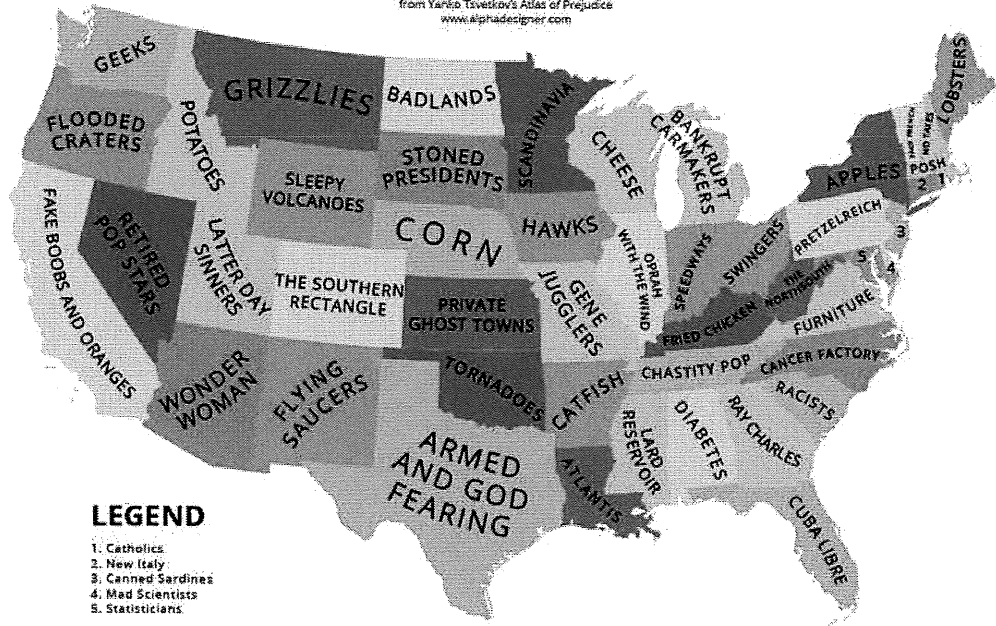 from Yanko Tsvetkov's Atlas of Prejudice
www.alphadesigner.com
GEEKS
GRIZZLIES
BADLANDS
SCANDINAVIA
LOBSTERS
FLOODED
CRATERS
POTATOES
STONED
PRESIDENTS
CHEESE
BANKRUPT
CARMAKERS
NO TAXES
APPLES
POSH
2 1
SLEEPY
VOLCANOES
HAWKS
PRETZELREICH
3
FAKE BOOBS AND ORANGES
RETIRED
POP STARS
LATTER DAY
SINNERS
CORN
OPRAH
WITH THE WIND
SPEEDWAYS
SWINGERS
THE
NORTHSOUTH
5
4
THE SOUTHERN
RECTANGLE
PRIVATE
GHOST TOWNS
GENE
JUGGLERS
FRIED CHICKEN
FURNITURE
WONDER
WOMAN
FLYING
SAUCERS
TORNADOES
CATFISH
CHASTITY POP
CANCER FACTORY
RACISTS
ARMED
AND GOD
FEARING
ATLANTIS
LARD
RESERVOIR
DIABETES
RAY CHARLES
CUBA LIBRE
LEGEND
1. Catholics
2. New Italy
3. Canned Sardines
4. Mad Scientists
5. Statisticians